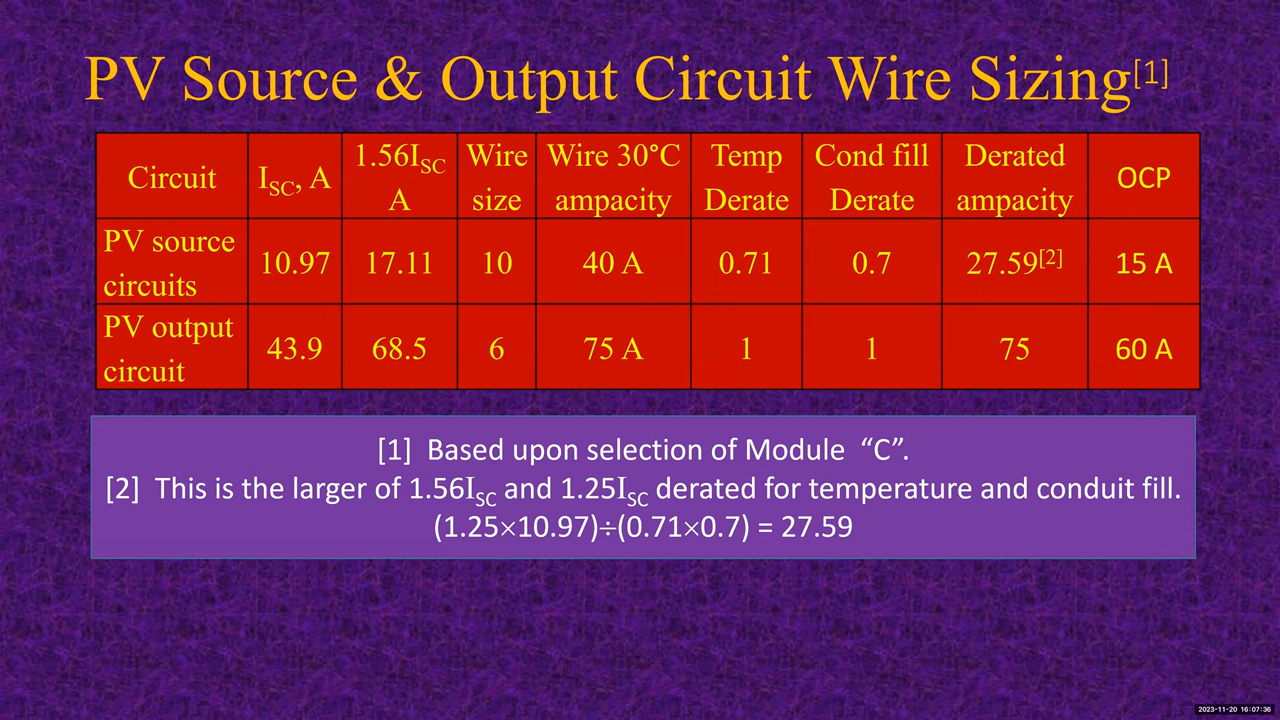 PV Source & Output Circuit Wire Sizing[1]
Circuit | ISC, A | 1.56ISC A | Wire size | Wire 30°C ampacity | Temp Derate | Cond fill Derate | Derated ampacity | OCP
PV source circuits | 10.97 | 17.11 | 10 | 40 A | 0.71 | 0.7 | 27.59[2] | 15 A
PV output circuit | 43.9 | 68.5 | 6 | 75 A | 1 | 1 | 75 | 60 A
[1] Based upon selection of Module “C”.
[2] This is the larger of 1.56ISC and 1.25ISC derated for temperature and conduit fill.
(1.25×10.97)÷(0.71×0.7) = 27.59
2023-11-20 16:07:36